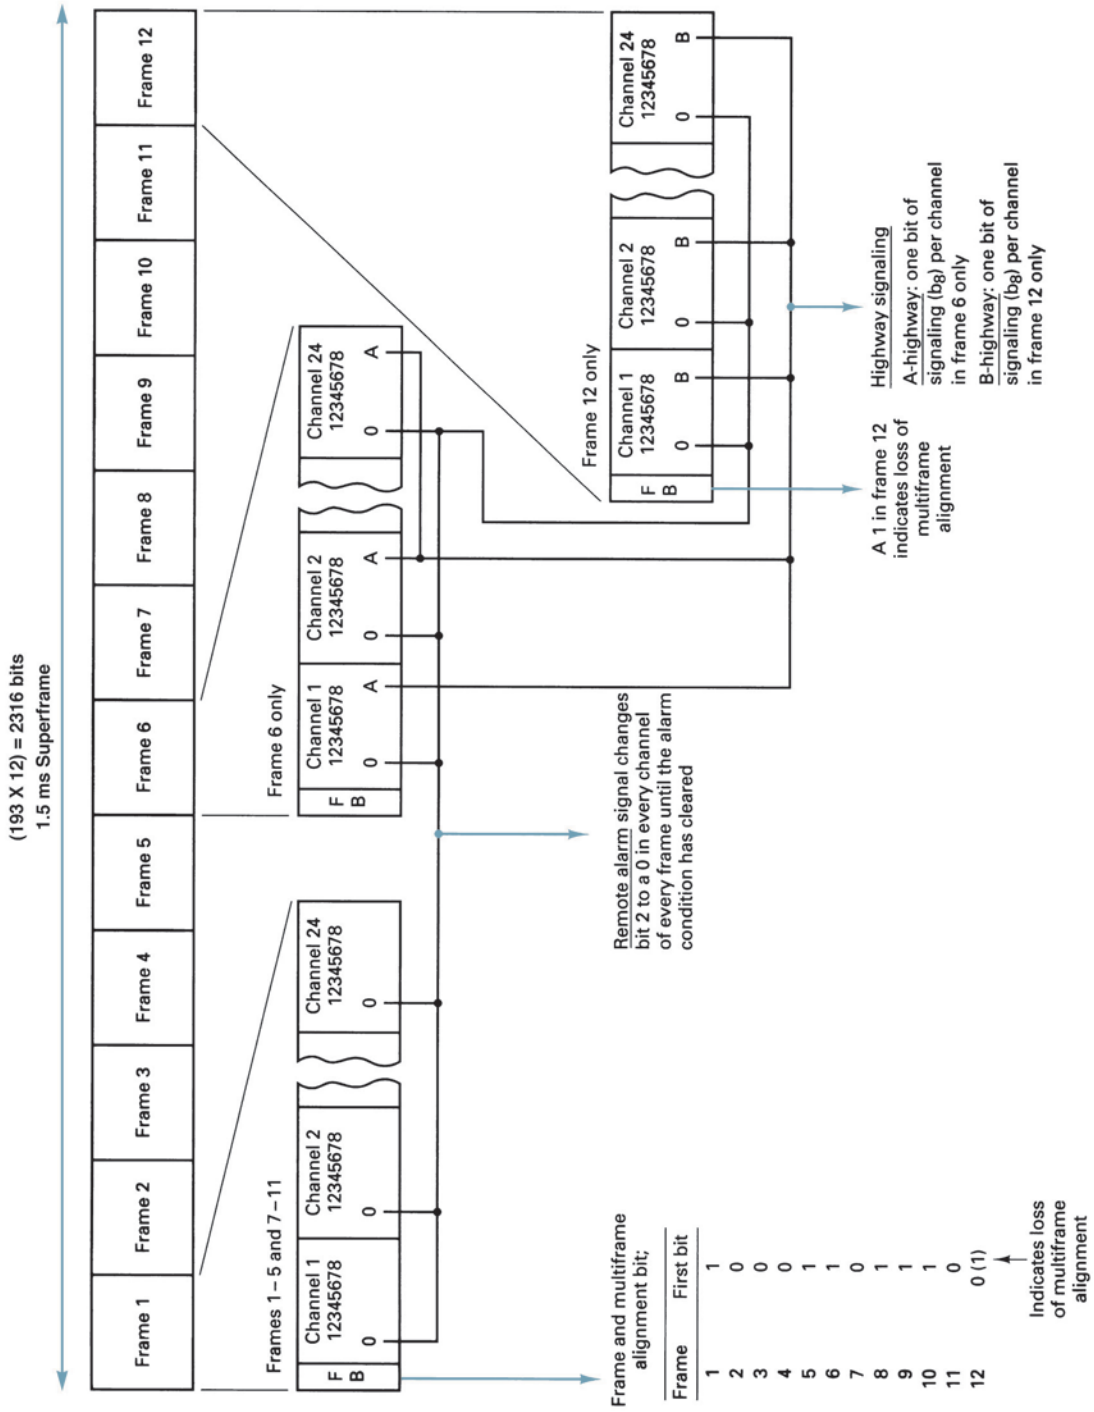 (193 X 12) = 2316 bits
1.5 ms Superframe
Frame 1
Frame 2
Frame 3
Frame 4
Frame 5
Frame 6
Frame 7
Frame 8
Frame 9
Frame 10
Frame 11
Frame 12
Frames 1–5 and 7–11
F
B
Channel 1
12345678
0
Channel 2
12345678
0
Channel 24
12345678
0
Frame 6 only
F
B
Channel 1
12345678
0 A
Channel 2
12345678
0 A
Channel 24
12345678
0 A
Frame 12 only
F
B
Channel 1
12345678
0 B
Channel 2
12345678
0 B
Channel 24
12345678
0 B
Frame and multiframe
alignment bit;
Frame First bit
1 1
2 0
3 0
4 0
5 1
6 1
7 0
8 1
9 1
10 1
11 0
12 0 (1)
Indicates loss
of multiframe
alignment
Remote alarm signal changes
bit 2 to a 0 in every channel
of every frame until the alarm
condition has cleared
A 1 in frame 12
indicates loss of
multiframe
alignment
Highway signaling
A-highway: one bit of
signaling (b8) per channel
in frame 6 only
B-highway: one bit of
signaling (b8) per channel
in frame 12 only